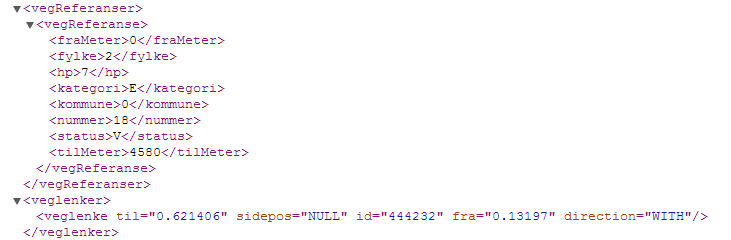 ▼<vegReferanser>
▼<vegReferanse>
<fraMeter>0</fraMeter>
<fylke>2</fylke>
<hp>7</hp>
<kategori>E</kategori>
<kommune>0</kommune>
<nummer>18</nummer>
<status>V</status>
<tilMeter>4580</tilMeter>
</vegReferanse>
</vegReferanser>
▼<veglenker>
<veglenke til="0.621406" sidepos="NULL" id="444232" fra="0.13197" direction="WITH"/>
</veglenker>